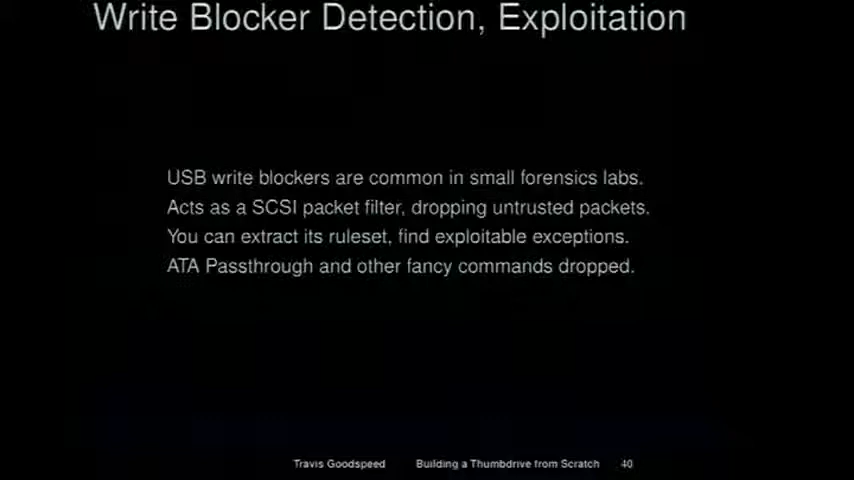 Write Blocker Detection, Exploitation
USB write blockers are common in small forensics labs.
Acts as a SCSI packet filter, dropping untrusted packets.
You can extract its ruleset, find exploitable exceptions.
ATA Passthrough and other fancy commands dropped.
Travis Goodspeed Building a Thumbdrive from Scratch 40